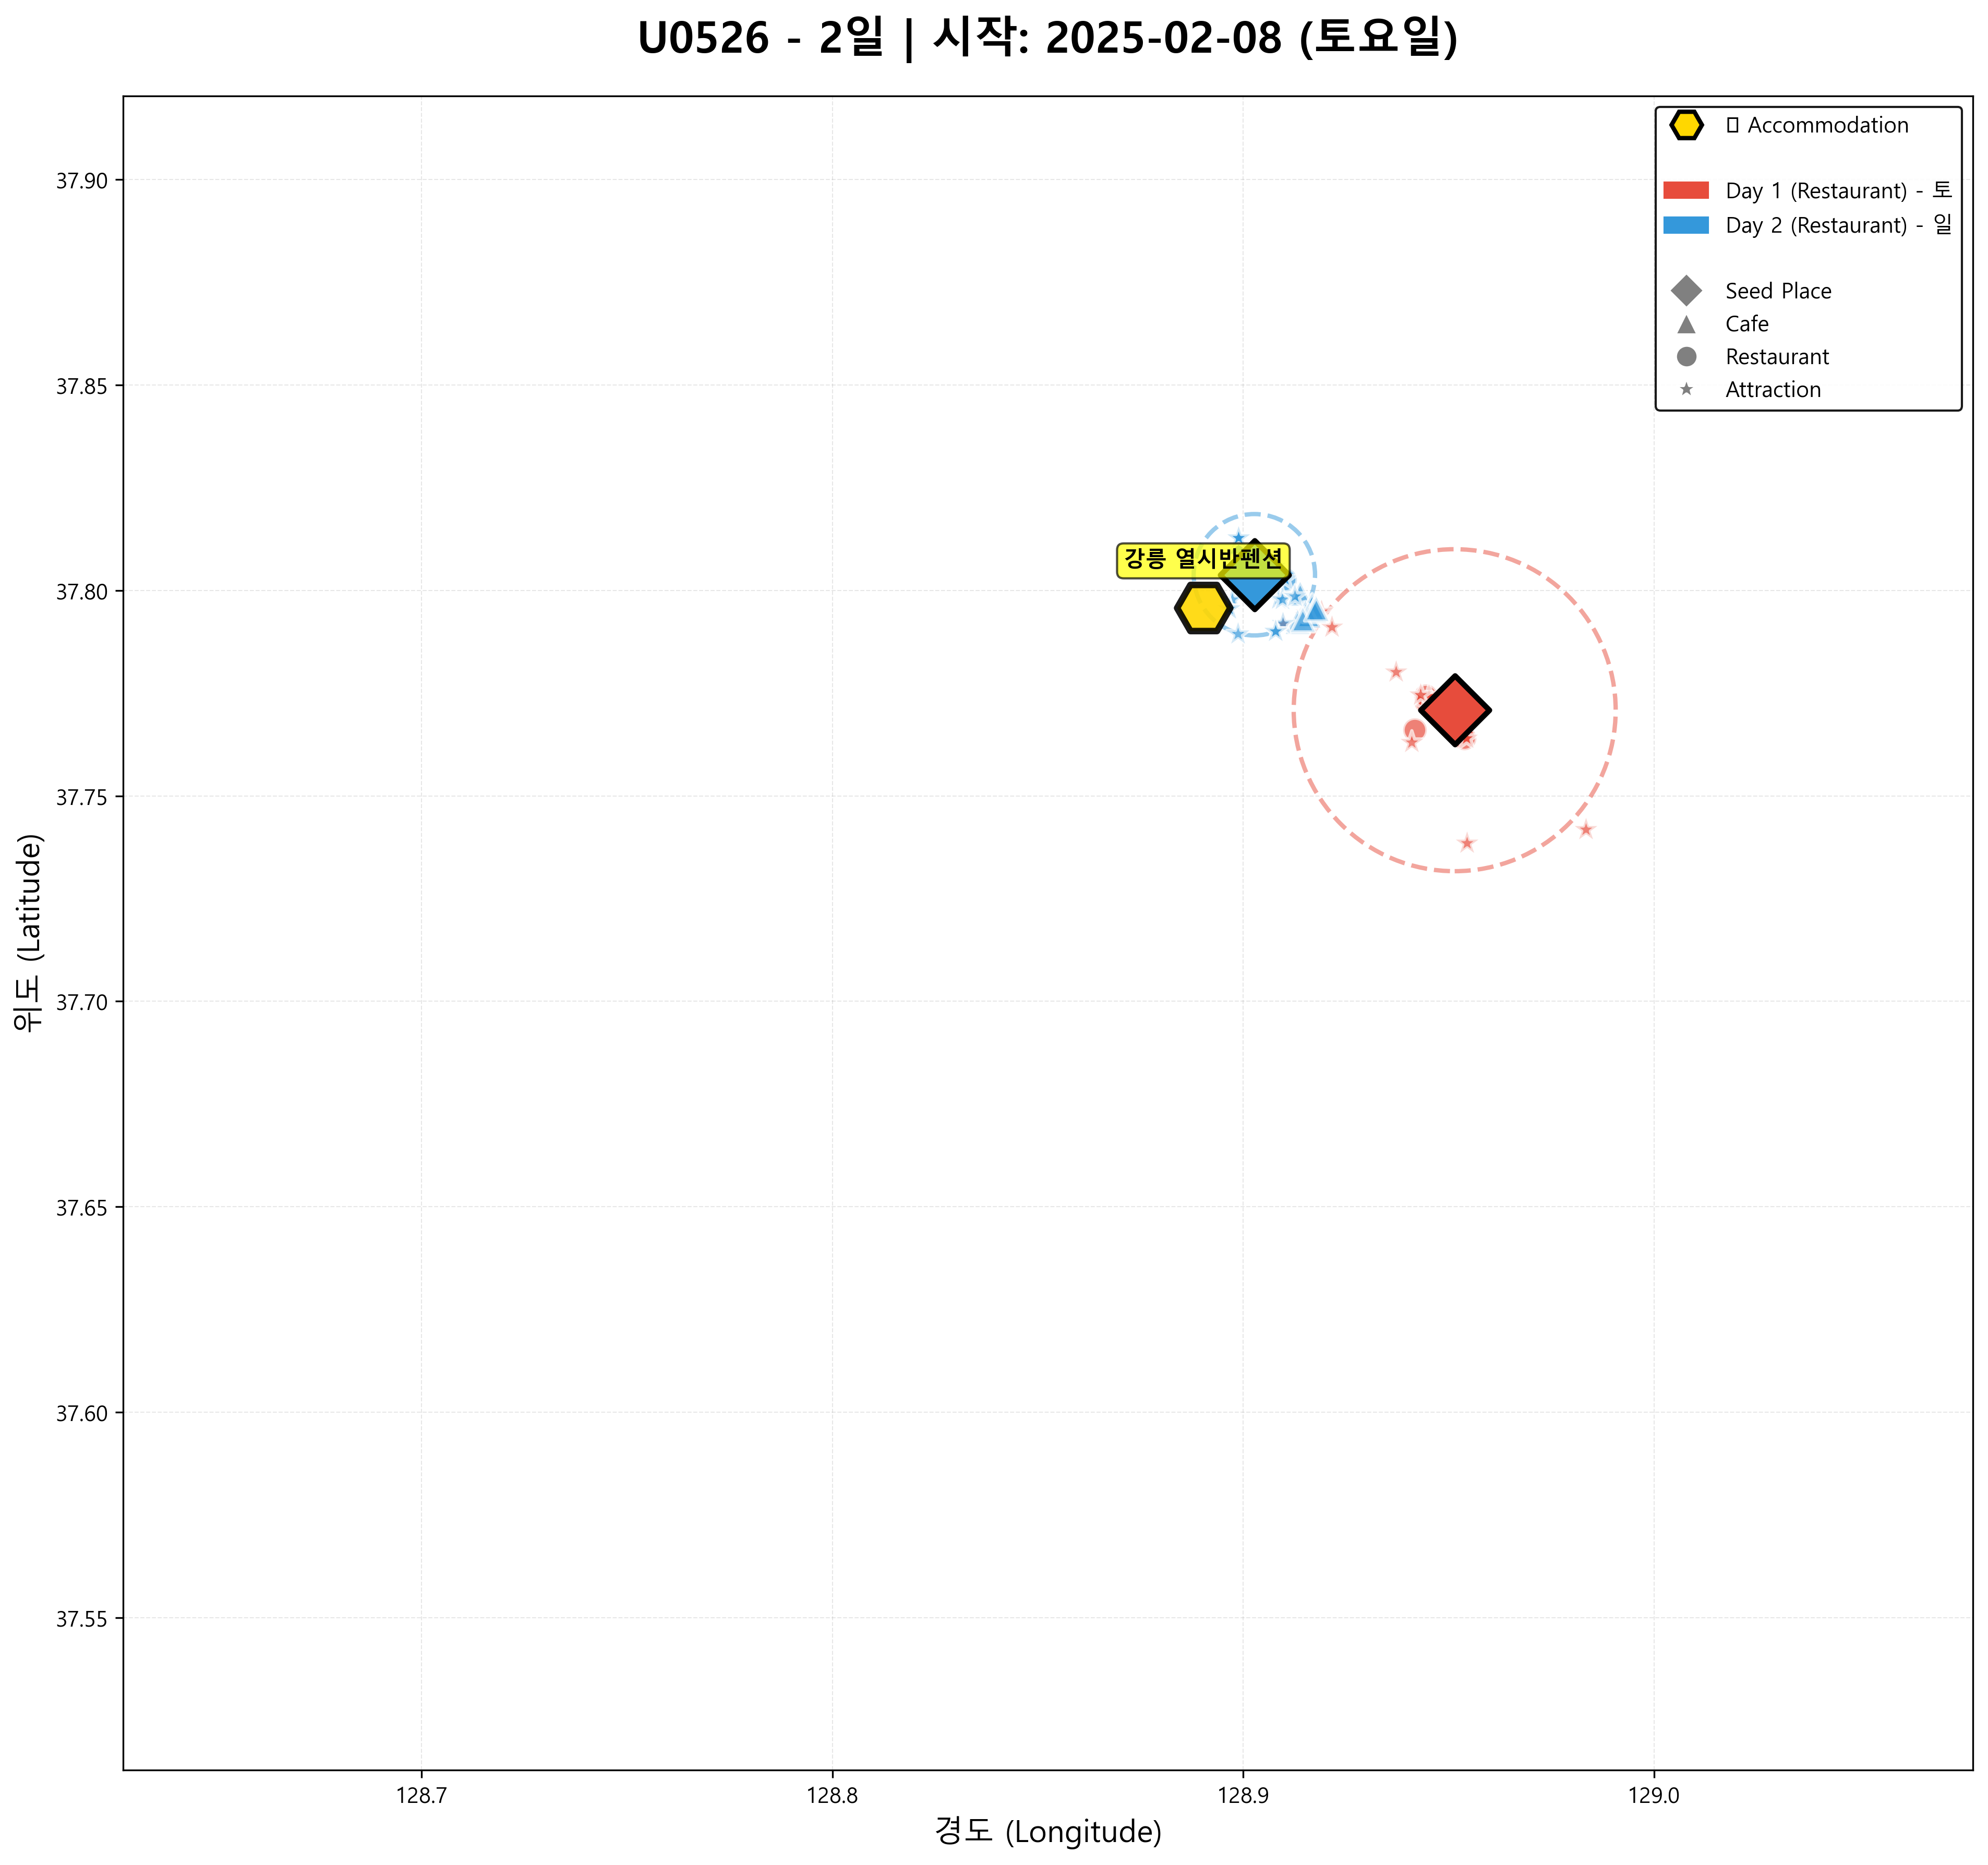 U0526 - 2일 | 시작: 2025-02-08 (토요일)
Accommodation
Day 1 (Restaurant) - 토
Day 2 (Restaurant) - 일
Seed Place
Cafe
Restaurant
Attraction
강릉 열시반펜션
37.90
37.85
37.80
37.75
37.70
37.65
37.60
37.55
위도 (Latitude)
128.7 128.8 128.9 129.0
경도 (Longitude)